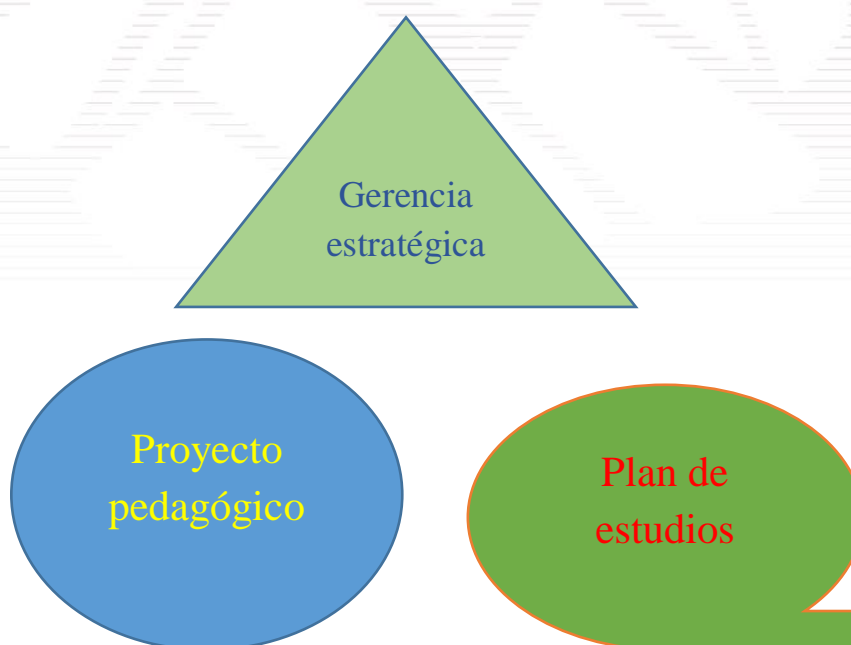 Gerencia
estratégica
Proyecto
pedagógico
Plan de
estudios